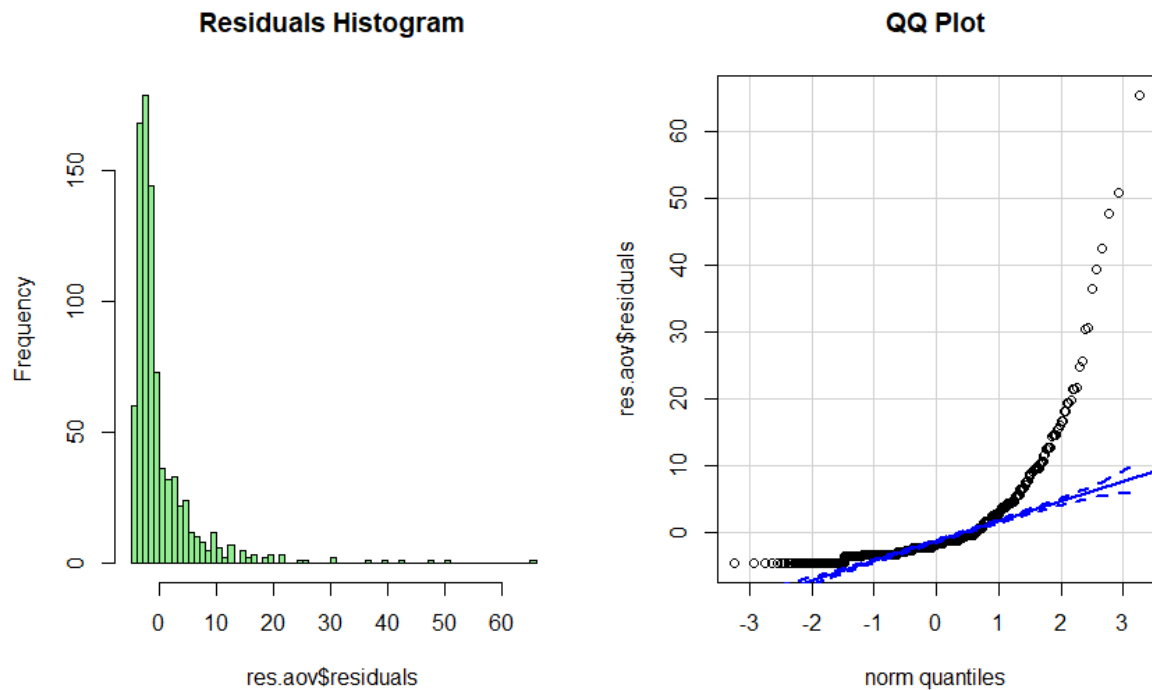 Residuals Histogram
Frequency
0
50
100
150
0 10 20 30 40 50 60
res.aov$residuals
QQ Plot
res.aov$residuals
60
50
40
30
20
10
0
-3 -2 -1 0 1 2 3
norm quantiles